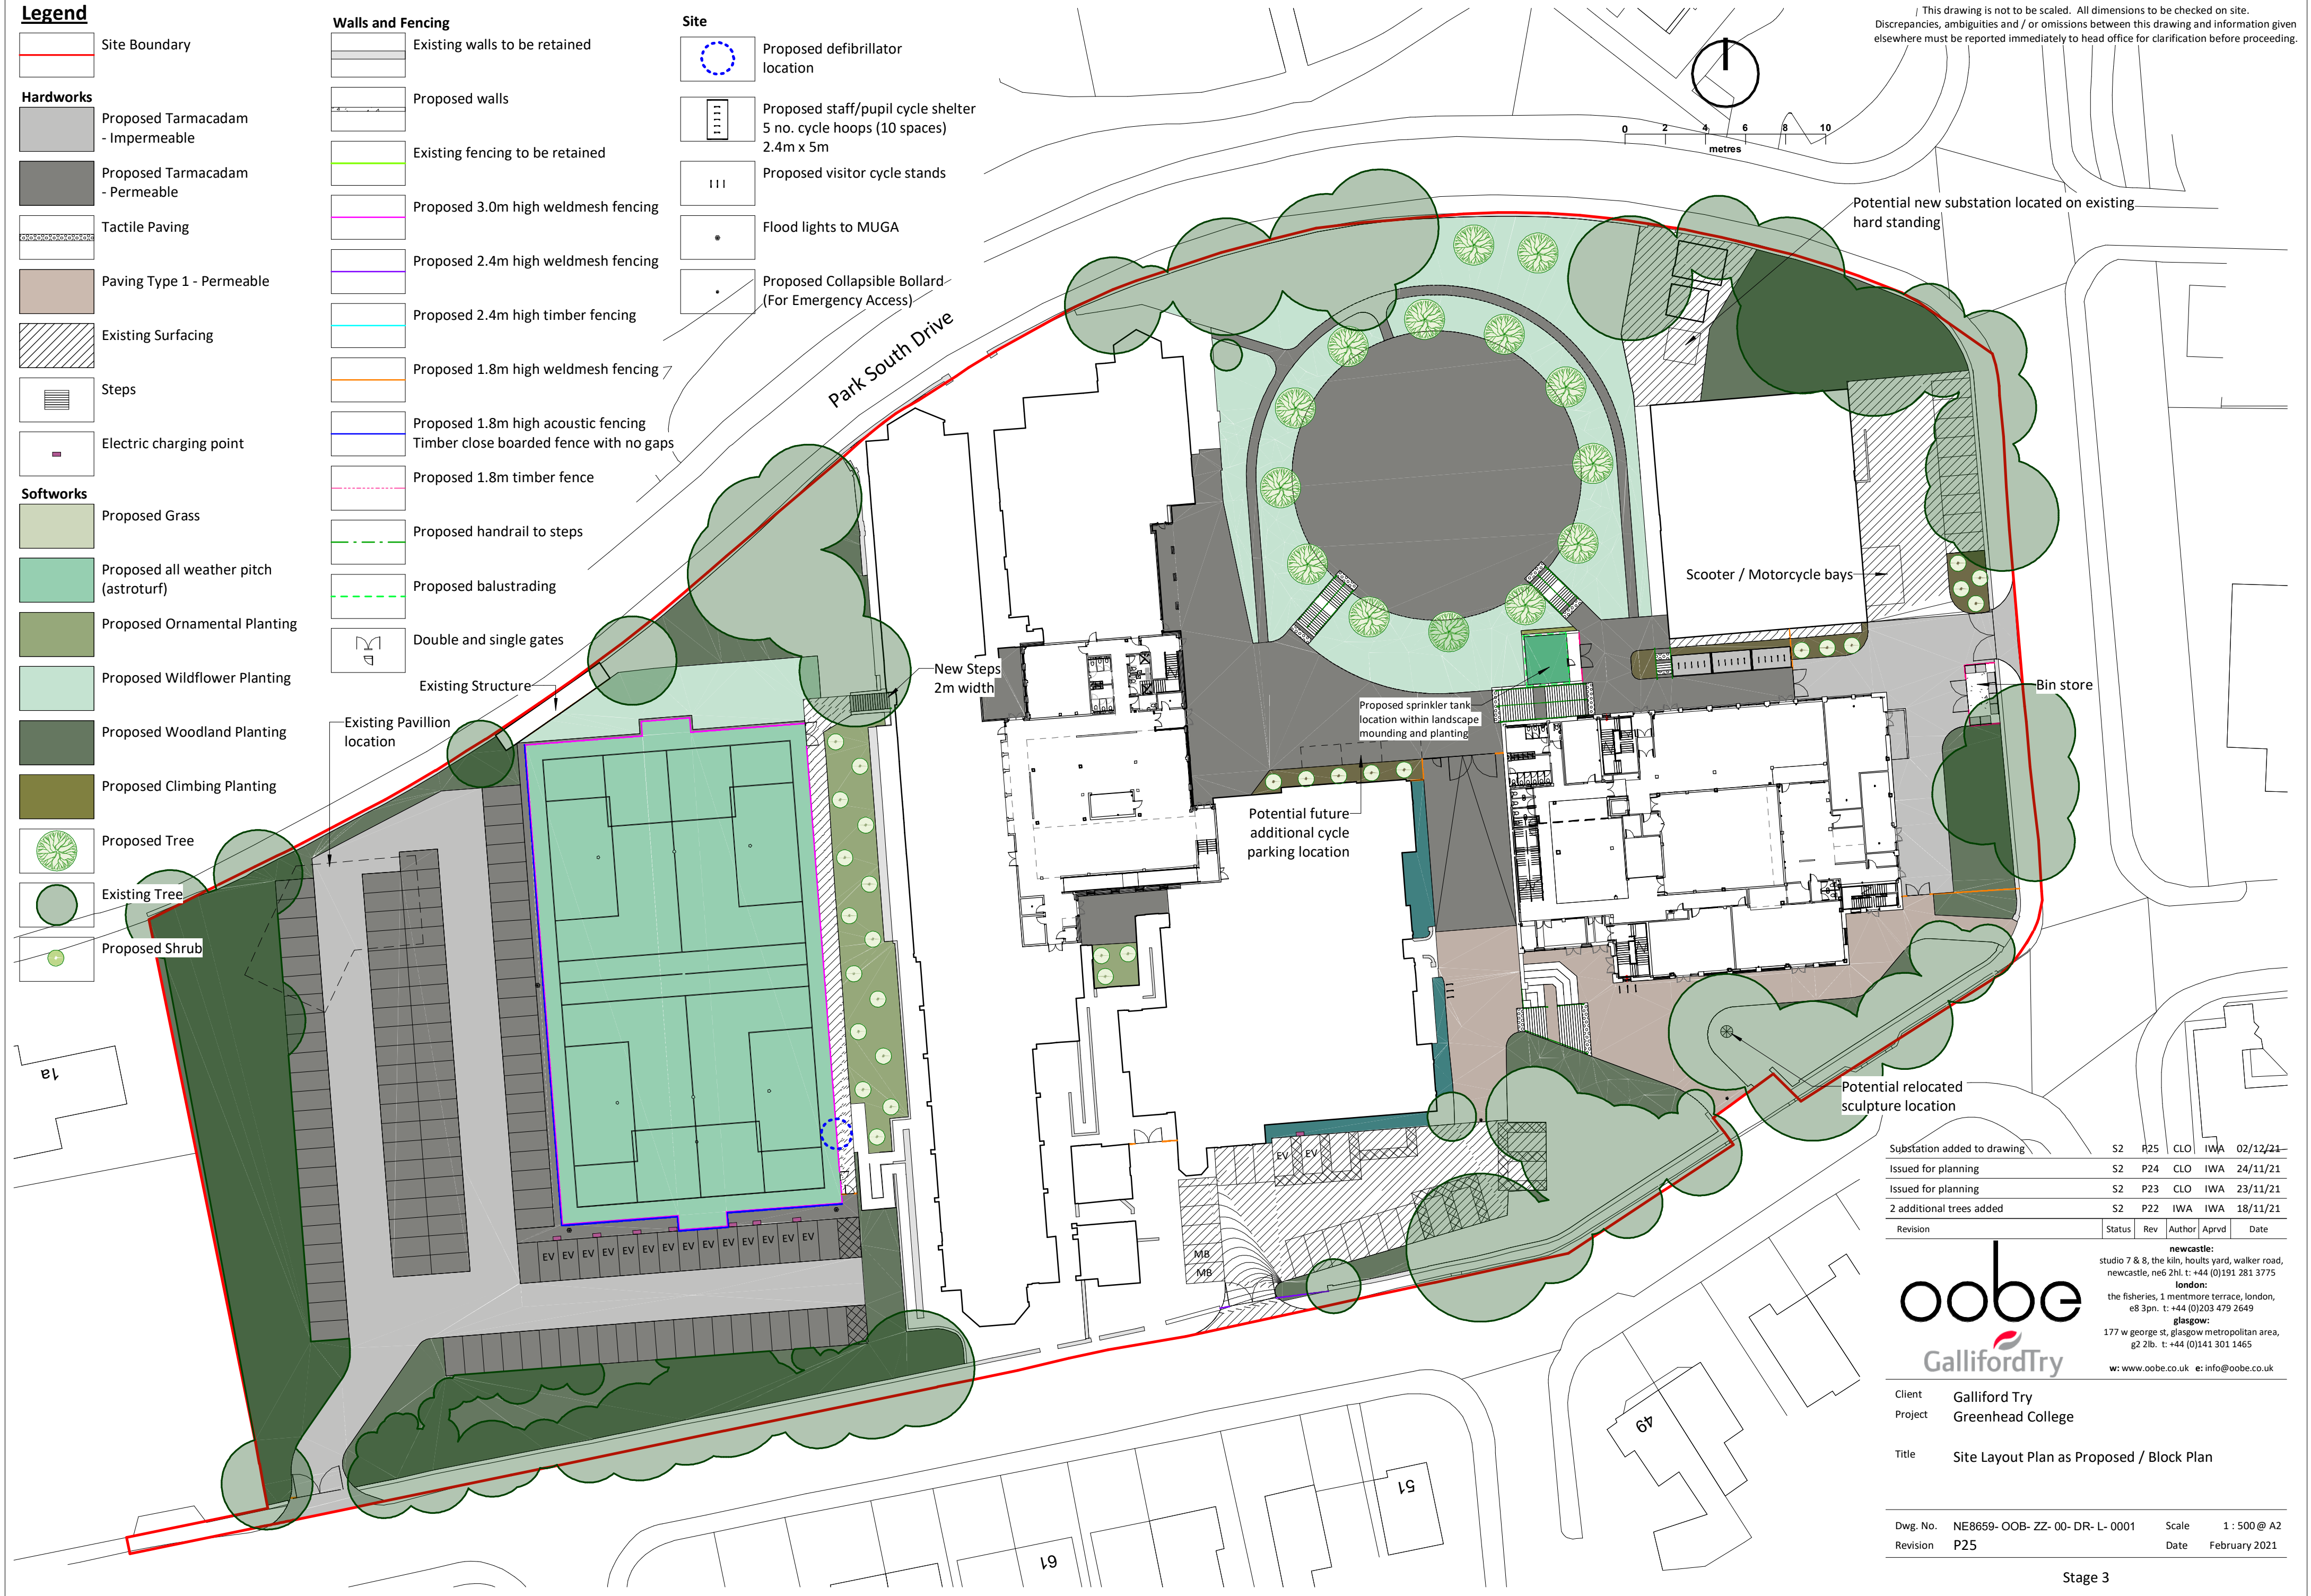 Legend
Site Boundary
Hardworks
Proposed Tarmacadam
- Impermeable
Proposed Tarmacadam
- Permeable
Tactile Paving
Paving Type 1 - Permeable
Existing Surfacing
Steps
Electric charging point
Softworks
Proposed Grass
Proposed all weather pitch
(astroturf)
Proposed Ornamental Planting
Proposed Wildflower Planting
Proposed Woodland Planting
Proposed Climbing Planting
Proposed Tree
Existing Tree
Proposed Shrub
Walls and Fencing
Existing walls to be retained
Proposed walls
Existing fencing to be retained
Proposed 3.0m high weldmesh fencing
Proposed 2.4m high weldmesh fencing
Proposed 2.4m high timber fencing
Proposed 1.8m high weldmesh fencing
Proposed 1.8m high acoustic fencing
Timber close boarded fence with no gaps
Proposed 1.8m timber fence
Proposed handrail to steps
Proposed balustrading
Double and single gates
Site
Proposed defibrillator
location
Proposed staff/pupil cycle shelter
5 no. cycle hoops (10 spaces)
2.4m x 5m
Proposed visitor cycle stands
Flood lights to MUGA
Proposed Collapsible Bollard
(For Emergency Access)
This drawing is not to be scaled. All dimensions to be checked on site.
Discrepancies, ambiguities and / or omissions between this drawing and information given
elsewhere must be reported immediately to head office for clarification before proceeding.
0 2 4 6 8 10
metres
Potential new substation located on existing
hard standing
Park South Drive
Scooter / Motorcycle bays
New Steps
2m width
Existing Structure
Existing Pavillion
location
Bin store
Proposed sprinkler tank
location within landscape
mounding and planting
Potential future
additional cycle
parking location
1a
Potential relocated
sculpture location
EV EV
EV EV EV EV EV EV EV EV EV EV EV EV EV EV
MB
MB
49
51
61
Substation added to drawing S2 P25 CLO IWA 02/12/21
Issued for planning S2 P24 CLO IWA 24/11/21
Issued for planning S2 P23 CLO IWA 23/11/21
2 additional trees added S2 P22 IWA IWA 18/11/21
Revision Status Rev Author Aprvd Date
oobe
GallifordTry
newcastle:
studio 7 & 8, the kiln, hoults yard, walker road,
newcastle, ne6 2hl. t: +44 (0)191 281 3775
london:
the fisheries, 1 mentmore terrace, london,
e8 3pn. t: +44 (0)203 479 2649
glasgow:
177 w george st, glasgow metropolitan area,
g2 2lb. t: +44 (0)141 301 1465
w: www.oobe.co.uk e: info@oobe.co.uk
Client Galliford Try
Project Greenhead College
Title Site Layout Plan as Proposed / Block Plan
Dwg. No. NE8659- OOB- ZZ- 00- DR- L- 0001 Scale 1 : 500 @ A2
Revision P25 Date February 2021
Stage 3